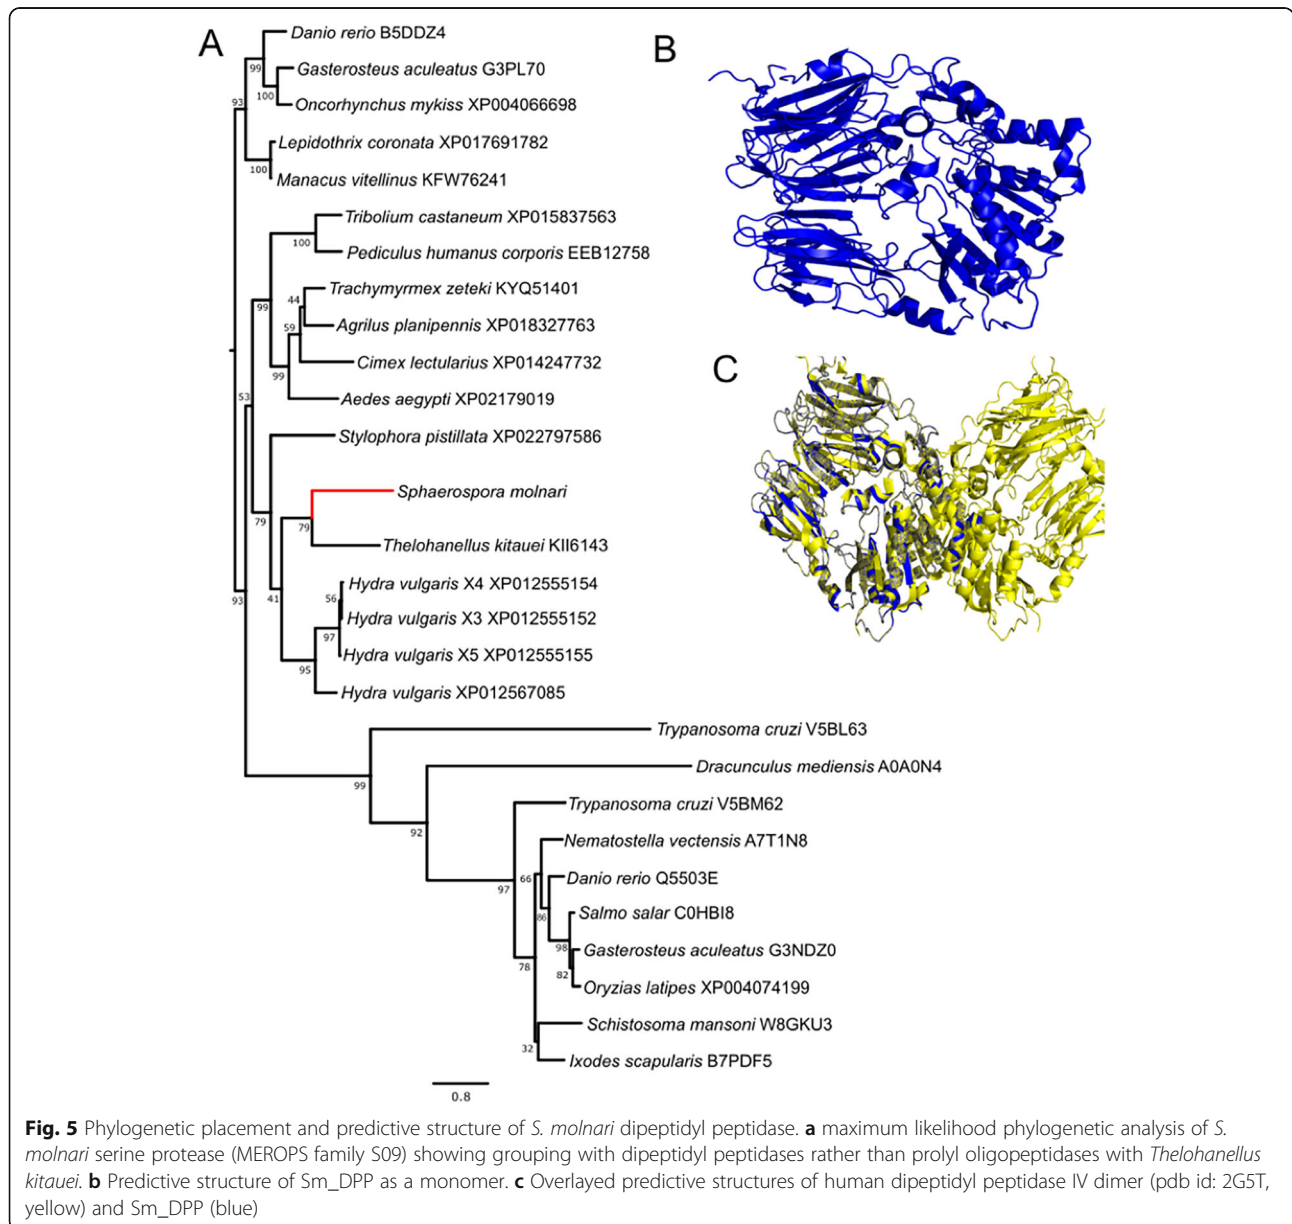 A
Danio rerio B5DDZ4
99
Gasterosteus aculeatus G3PL70
100
Oncorhynchus mykiss XP004066698
93
Lepidothrix coronata XP017691782
100
Manacus vitellinus KFW76241
Tribolium castaneum XP015837563
100
Pediculus humanus corporis EEB12758
99
Trachymyrmex zeteki KYQ51401
44
Agrilus planipennis XP018327763
59
Cimex lectularius XP014247732
99
Aedes aegypti XP02179019
53
Stylophora pistillata XP022797586
Sphaerospora molnari
79
79
Thelohanellus kitauei KII6143
Hydra vulgaris X4 XP012555154
93
41
56
Hydra vulgaris X3 XP012555152
97
Hydra vulgaris X5 XP012555155
95
Hydra vulgaris XP012567085
Trypanosoma cruzi V5BL63
99
Dracunculus mediensis A0A0N4
92
Trypanosoma cruzi V5BM62
Nematostella vectensis A7T1N8
97
66
Danio rerio Q5503E
86
Salmo salar C0HBI8
98
Gasterosteus aculeatus G3NDZ0
78
82
Oryzias latipes XP004074199
Schistosoma mansoni W8GKU3
32
Ixodes scapularis B7PDF5
0.8
B
C
Fig. 5 Phylogenetic placement and predictive structure of S. molnari dipeptidyl peptidase. a maximum likelihood phylogenetic analysis of S.
molnari serine protease (MEROPS family S09) showing grouping with dipeptidyl peptidases rather than prolyl oligopeptidases with Thelohanellus
kitauei. b Predictive structure of Sm_DPP as a monomer. c Overlayed predictive structures of human dipeptidyl peptidase IV dimer (pdb id: 2G5T,
yellow) and Sm_DPP (blue)